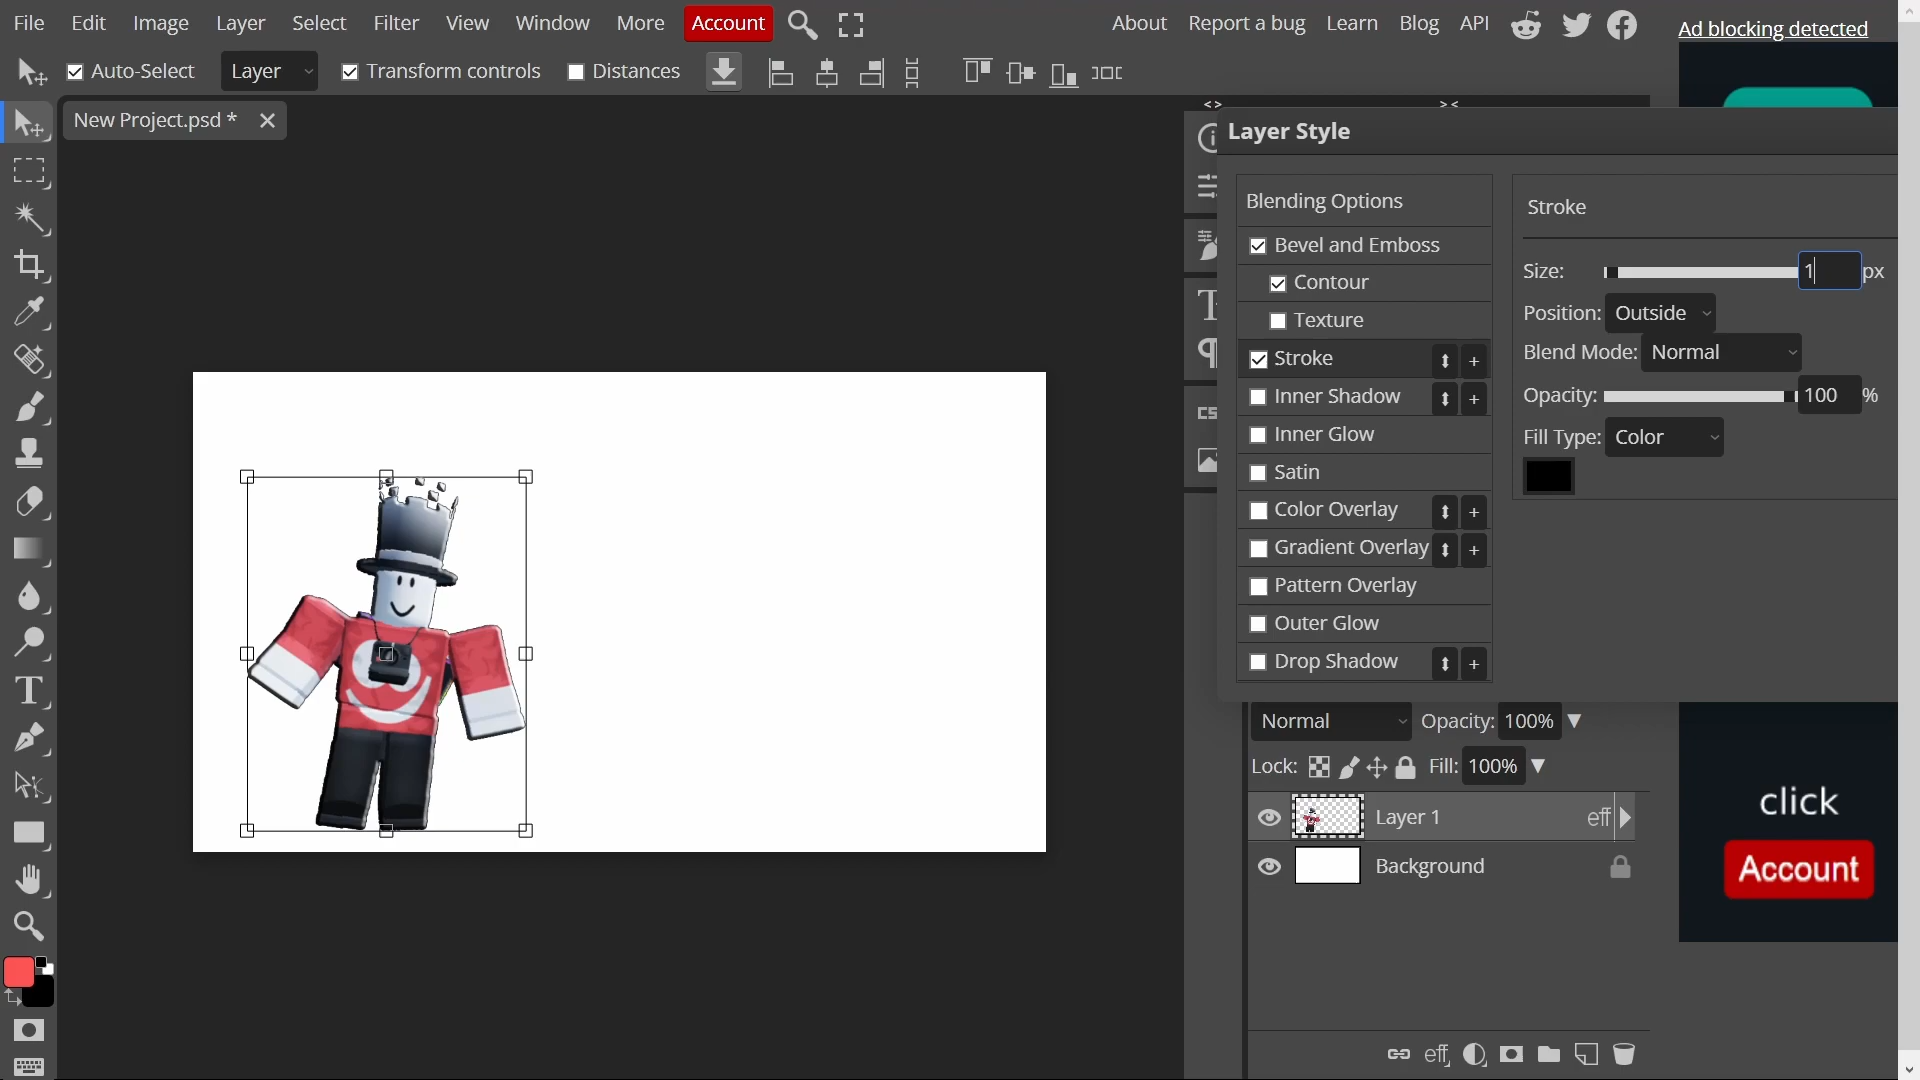 File Edit Image Layer Select Filter View Window More Account About Report a bug Learn Blog API
Ad blocking detected
Auto-Select Layer Transform controls Distances
New Project.psd *
Layer Style
Blending Options
Bevel and Emboss
Contour
Texture
Stroke
Inner Shadow
Inner Glow
Satin
Color Overlay
Gradient Overlay
Pattern Overlay
Outer Glow
Drop Shadow
Stroke
Size: 1 px
Position: Outside
Blend Mode: Normal
Opacity: 100 %
Fill Type: Color
Normal Opacity: 100%
Lock: Fill: 100%
Layer 1 eff
Background
eff
click
Account